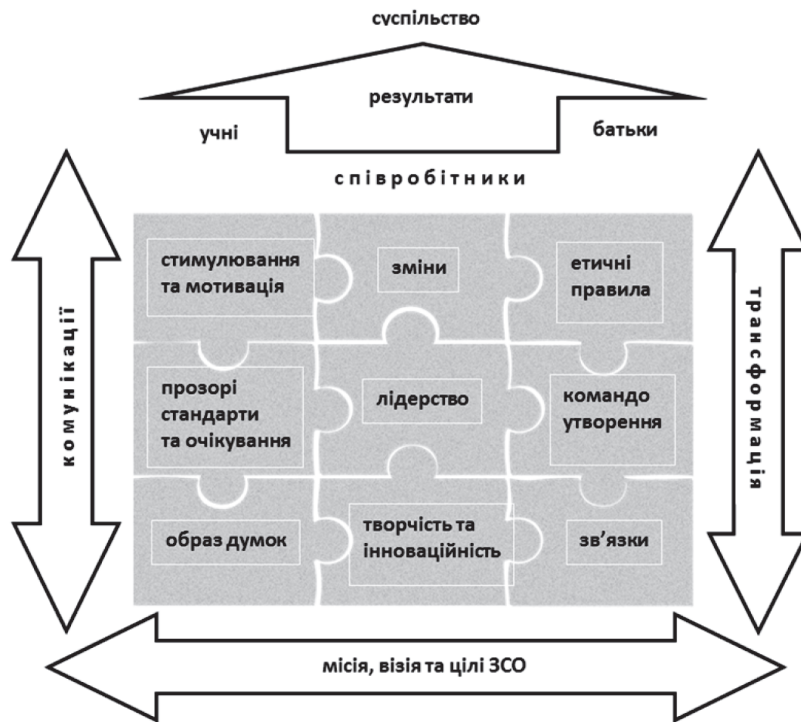 суспільство
результати
учні
батьки
співробітники
комунікації
стимулювання
та мотивація
зміни
етичні
правила
прозорі
стандарти
та очікування
лідерство
командо
утворення
образ думок
творчість та
інноваційність
зв’язки
трансформація
місія, візія та цілі ЗСО